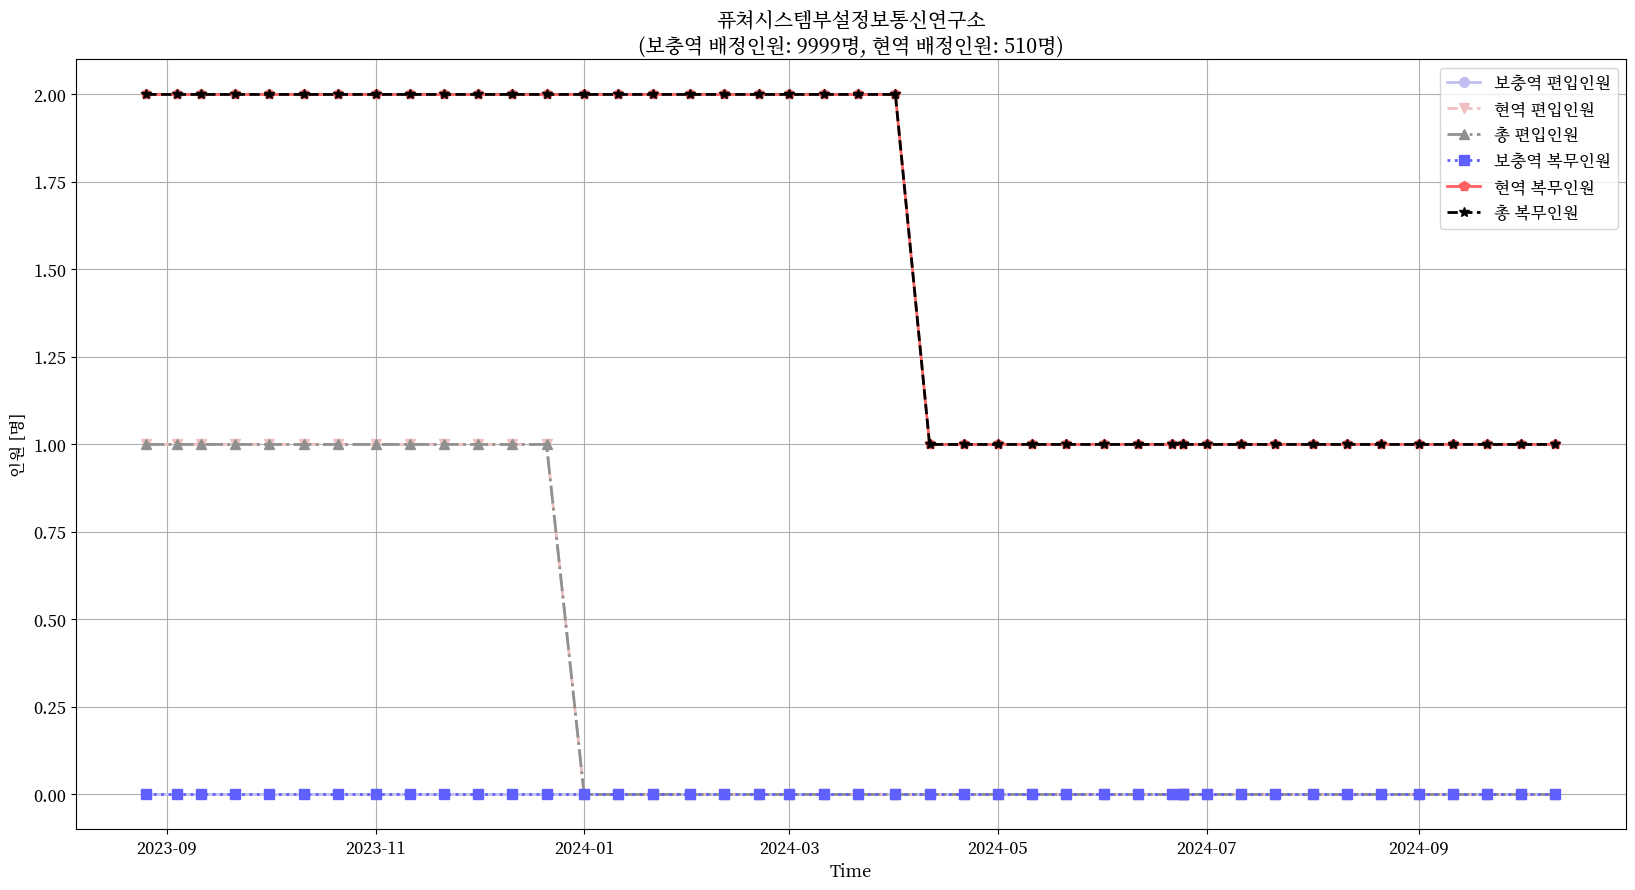 퓨쳐시스템부설정보통신연구소
(보충역 배정인원: 9999명, 현역 배정인원: 510명)
보충역 편입인원
현역 편입인원
총 편입인원
보충역 복무인원
현역 복무인원
총 복무인원
인원 [명]
2.00
1.75
1.50
1.25
1.00
0.75
0.50
0.25
0.00
2023-09 2023-11 2024-01 2024-03 2024-05 2024-07 2024-09
Time